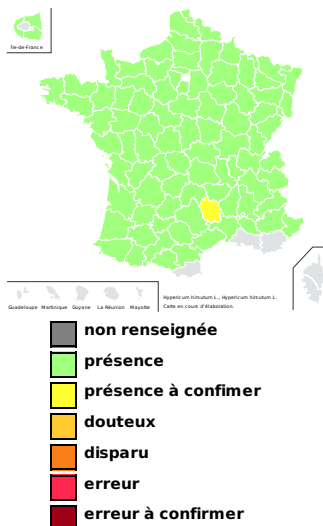 Île-de-France
Guadeloupe Martinique Guyane La Réunion Mayotte
Hypericum hirsutum L., Hypericum hirsutum L.
Carte en cours d'élaboration.
non renseignée
présence
présence à confimer
douteux
disparu
erreur
erreur à confirmer